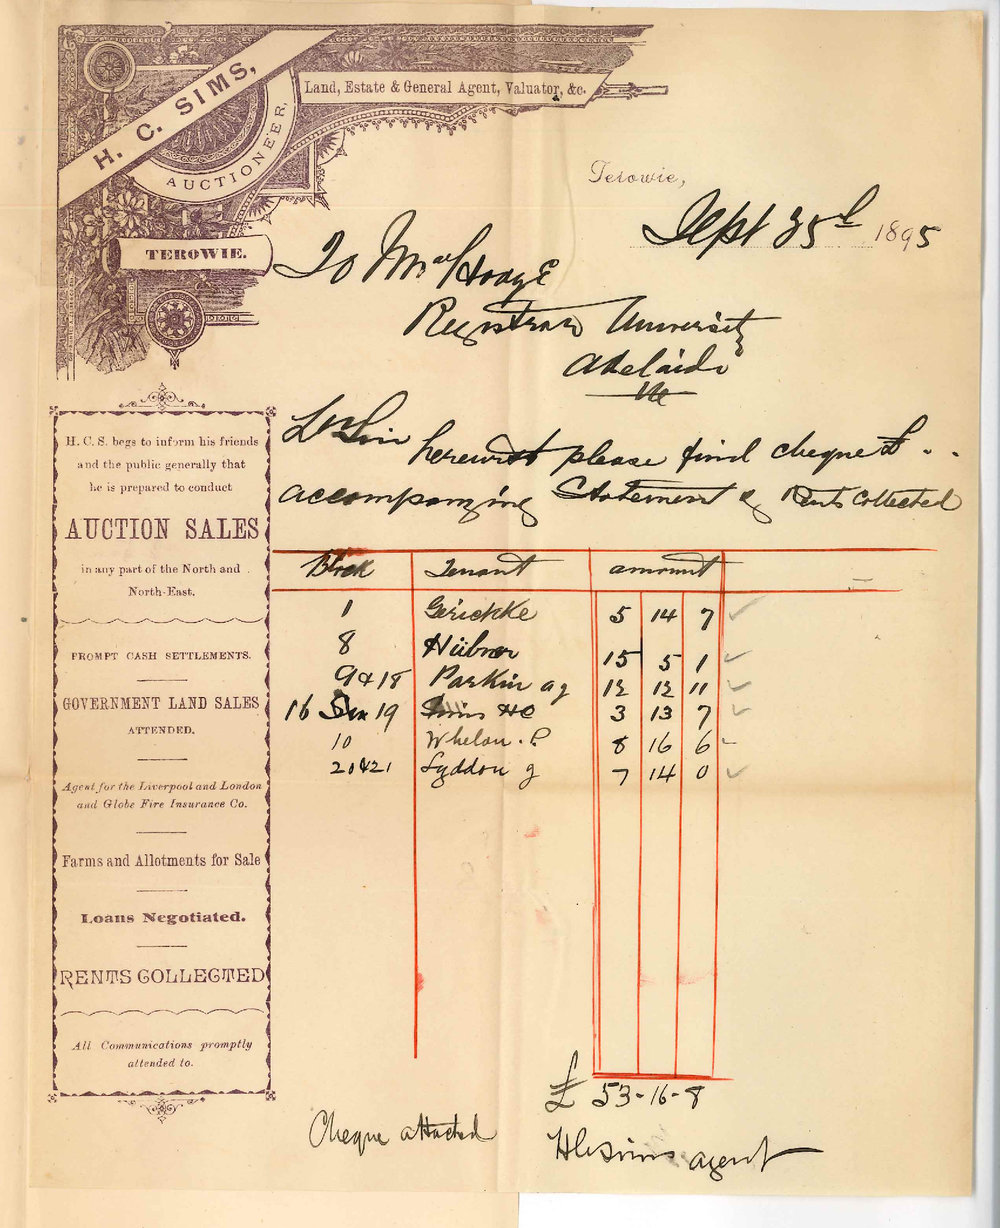 H. C. SIMS,
AUCTIONEER.
Land, Estate & General Agent, Valuator, &c.
TEROWIE.
Terowie,
Sept 25th 1895
To Mr
Registrar University
Adelaide
Dr Sir
herewith please find cheque £ . .
accompanying Statement of Rents Collected
Block Tenant amount
1 Gerickke 5 14 7
8 Hübner 15 5 1
9 & 18 Parkin ag 12 12 11
16 19 Sims HC 3 13 7
10 Whelan. P. 8 16 6
20 & 21 Lyddon g 7 14 0
£ 53-16-8
Cheque attached
HC Sims agent
H. C. S. begs to inform his friends
and the public generally that
he is prepared to conduct
AUCTION SALES
in any part of the North and
North-East.
PROMPT CASH SETTLEMENTS.
GOVERNMENT LAND SALES
ATTENDED.
Agent for the Liverpool and London
and Globe Fire Insurance Co.
Farms and Allotments for Sale
Loans Negotiated.
RENTS COLLECTED
All Communications promptly
attended to.